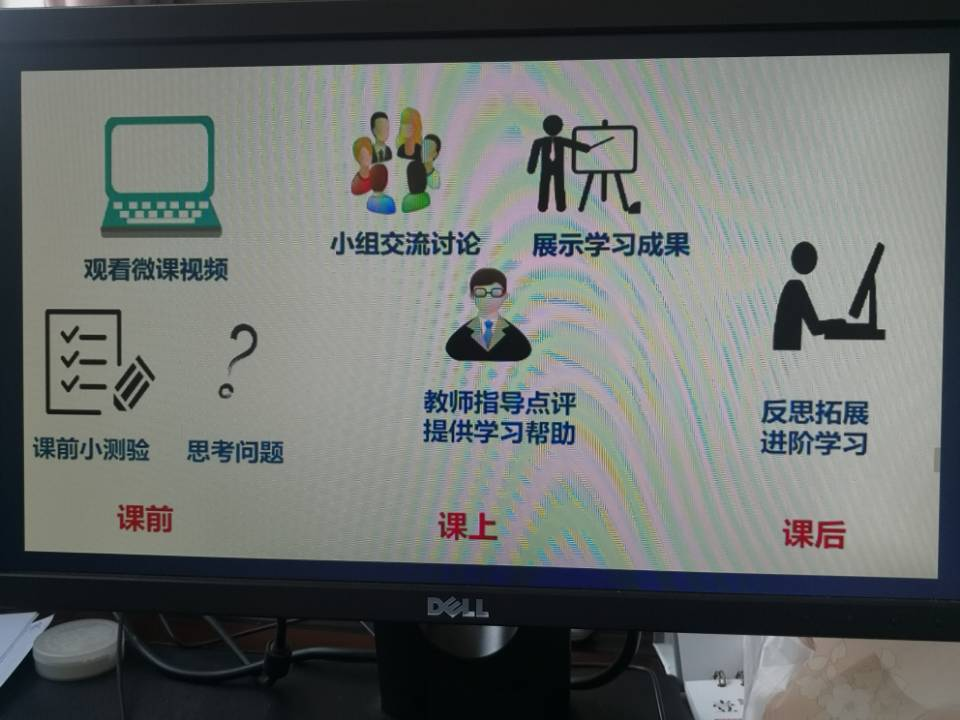 观看微课视频
小组交流讨论
展示学习成果
课前小测验
思考问题
教师指导点评
提供学习帮助
反思拓展
进阶学习
课前
课上
课后
DELL